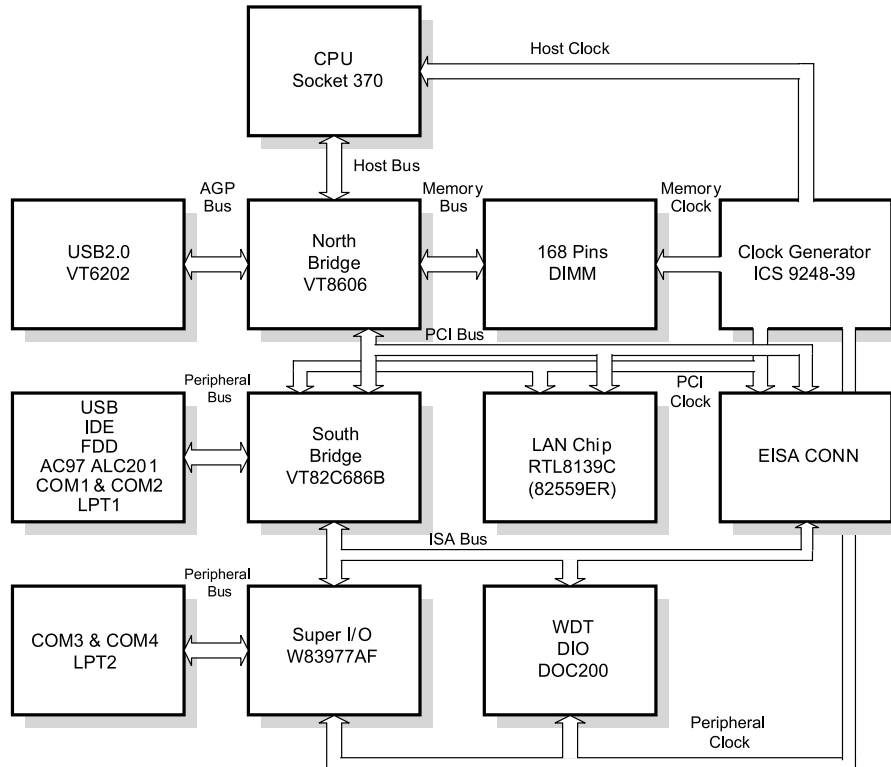 CPU
Socket 370
Host Clock
Host Bus
AGP
Bus
Memory
Bus
Memory
Clock
USB2.0
VT6202
North
Bridge
VT8606
168 Pins
DIMM
Clock Generator
ICS 9248-39
PCI Bus
Peripheral
Bus
PCI
Clock
USB
IDE
FDD
AC97 ALC201
COM1 & COM2
LPT1
South
Bridge
VT82C686B
LAN Chip
RTL8139C
(82559ER)
EISA CONN
ISA Bus
Peripheral
Bus
COM3 & COM4
LPT2
Super I/O
W83977AF
WDT
DIO
DOC200
Peripheral
Clock